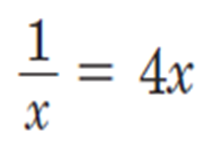 1/x = 4x